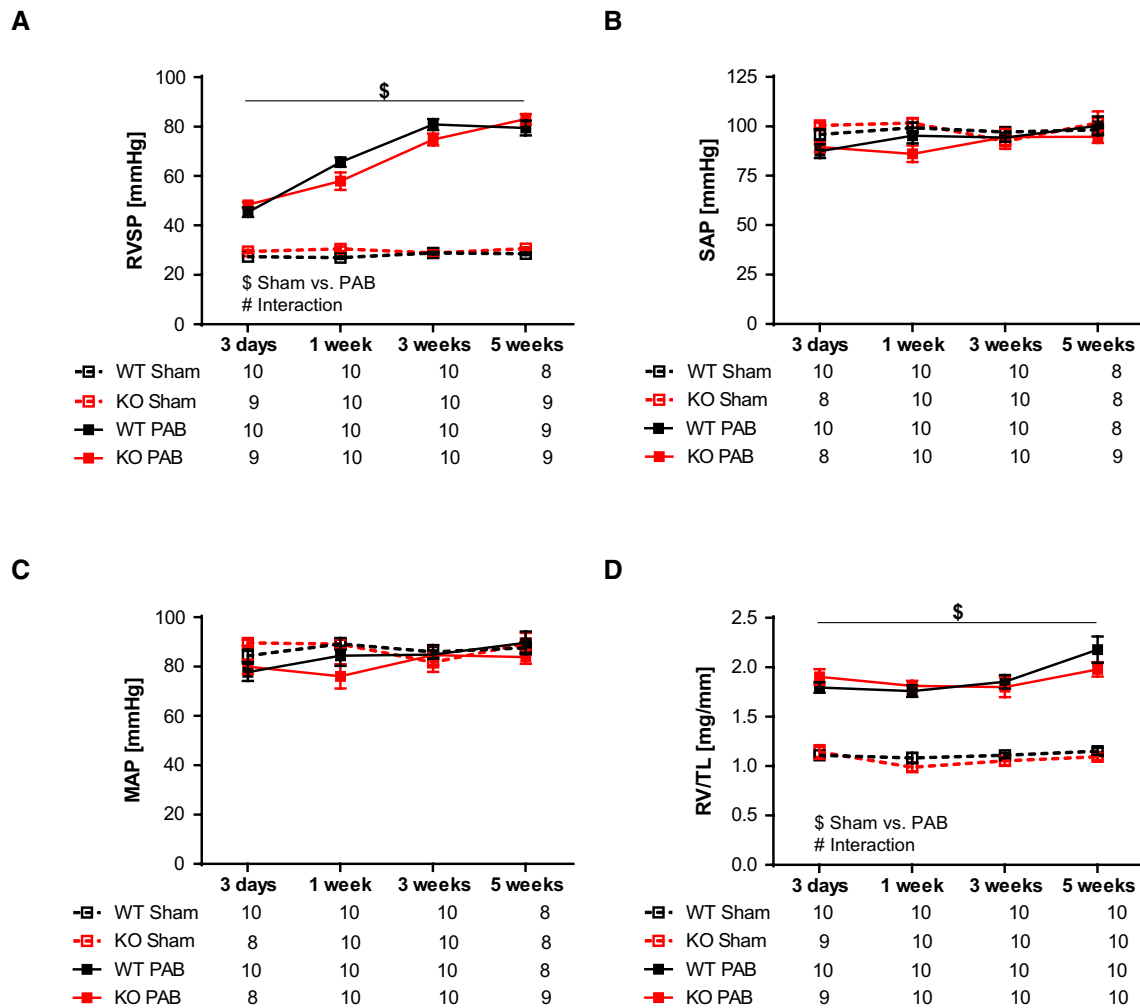 A
$
RVSP [mmHg]
100
80
60
40
20
0
$ Sham vs. PAB
# Interaction
3 days 1 week 3 weeks 5 weeks
WT Sham 10 10 10 8
KO Sham 9 10 10 9
WT PAB 10 10 10 9
KO PAB 9 10 10 9
B
SAP [mmHg]
125
100
75
50
25
0
3 days 1 week 3 weeks 5 weeks
WT Sham 10 10 10 8
KO Sham 8 10 10 8
WT PAB 10 10 10 8
KO PAB 8 10 10 9
C
MAP [mmHg]
100
80
60
40
20
0
3 days 1 week 3 weeks 5 weeks
WT Sham 10 10 10 8
KO Sham 8 10 10 8
WT PAB 10 10 10 8
KO PAB 8 10 10 9
D
$
RV/TL [mg/mm]
2.5
2.0
1.5
1.0
0.5
0.0
$ Sham vs. PAB
# Interaction
3 days 1 week 3 weeks 5 weeks
WT Sham 10 10 10 10
KO Sham 9 10 10 10
WT PAB 10 10 10 10
KO PAB 9 10 10 10